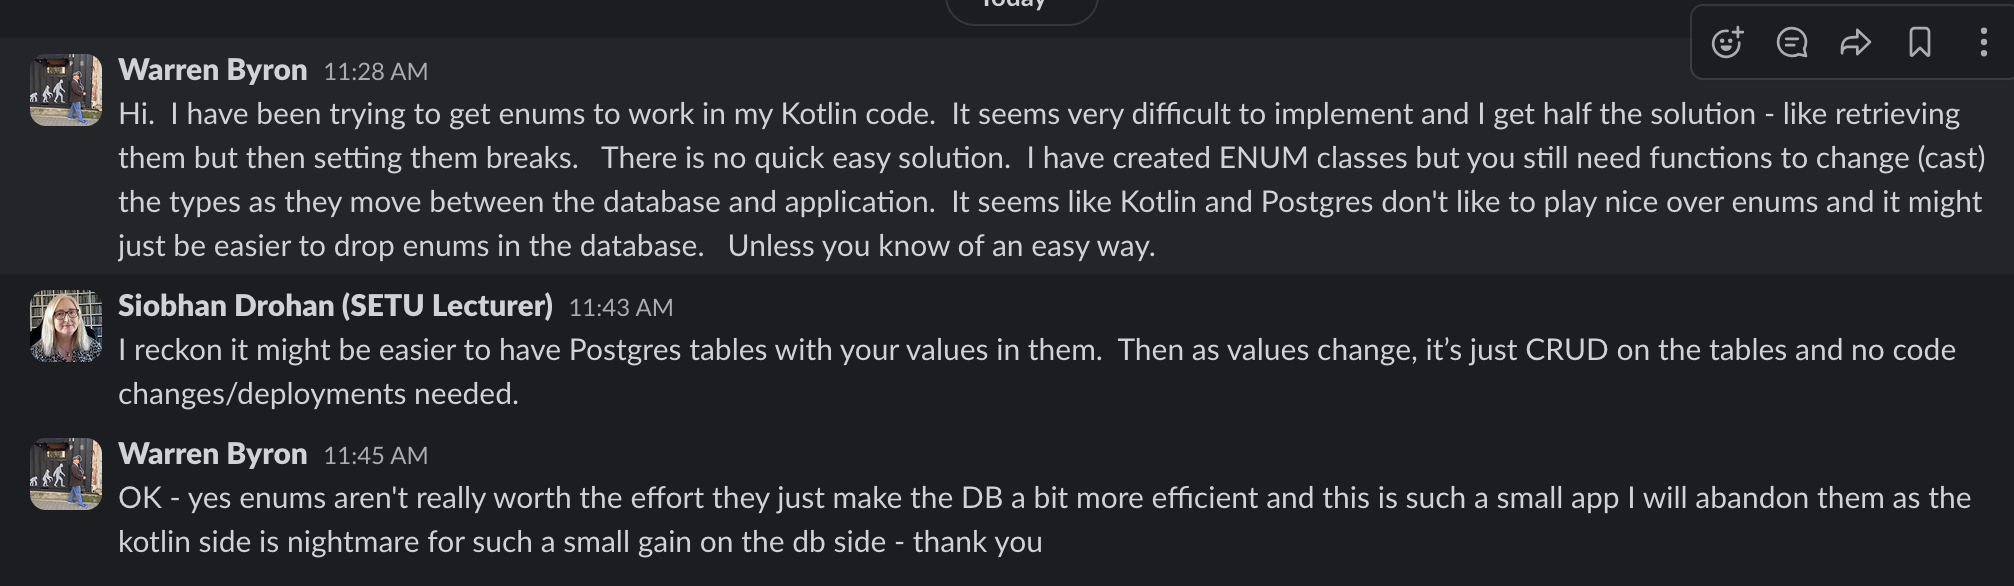 Today
Warren Byron 11:28 AM
Hi.  I have been trying to get enums to work in my Kotlin code.  It seems very difficult to implement and I get half the solution - like retrieving
them but then setting them breaks.   There is no quick easy solution.  I have created ENUM classes but you still need functions to change (cast)
the types as they move between the database and application.  It seems like Kotlin and Postgres don't like to play nice over enums and it might
just be easier to drop enums in the database.   Unless you know of an easy way.
Siobhan Drohan (SETU Lecturer) 11:43 AM
I reckon it might be easier to have Postgres tables with your values in them.  Then as values change, it’s just CRUD on the tables and no code
changes/deployments needed.
Warren Byron 11:45 AM
OK - yes enums aren't really worth the effort they just make the DB a bit more efficient and this is such a small app I will abandon them as the
kotlin side is nightmare for such a small gain on the db side - thank you